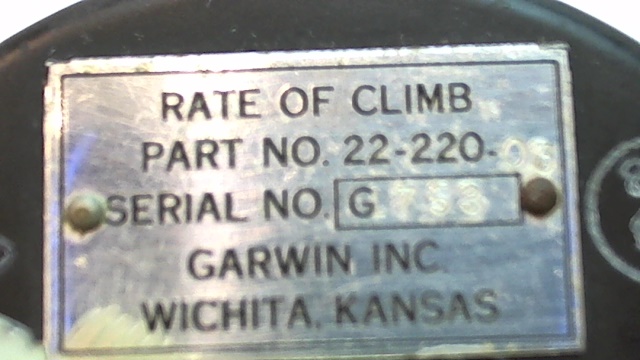 RATE OF CLIMB
PART NO. 22-220-
SERIAL NO. G
GARWIN INC.
WICHITA, KANSAS